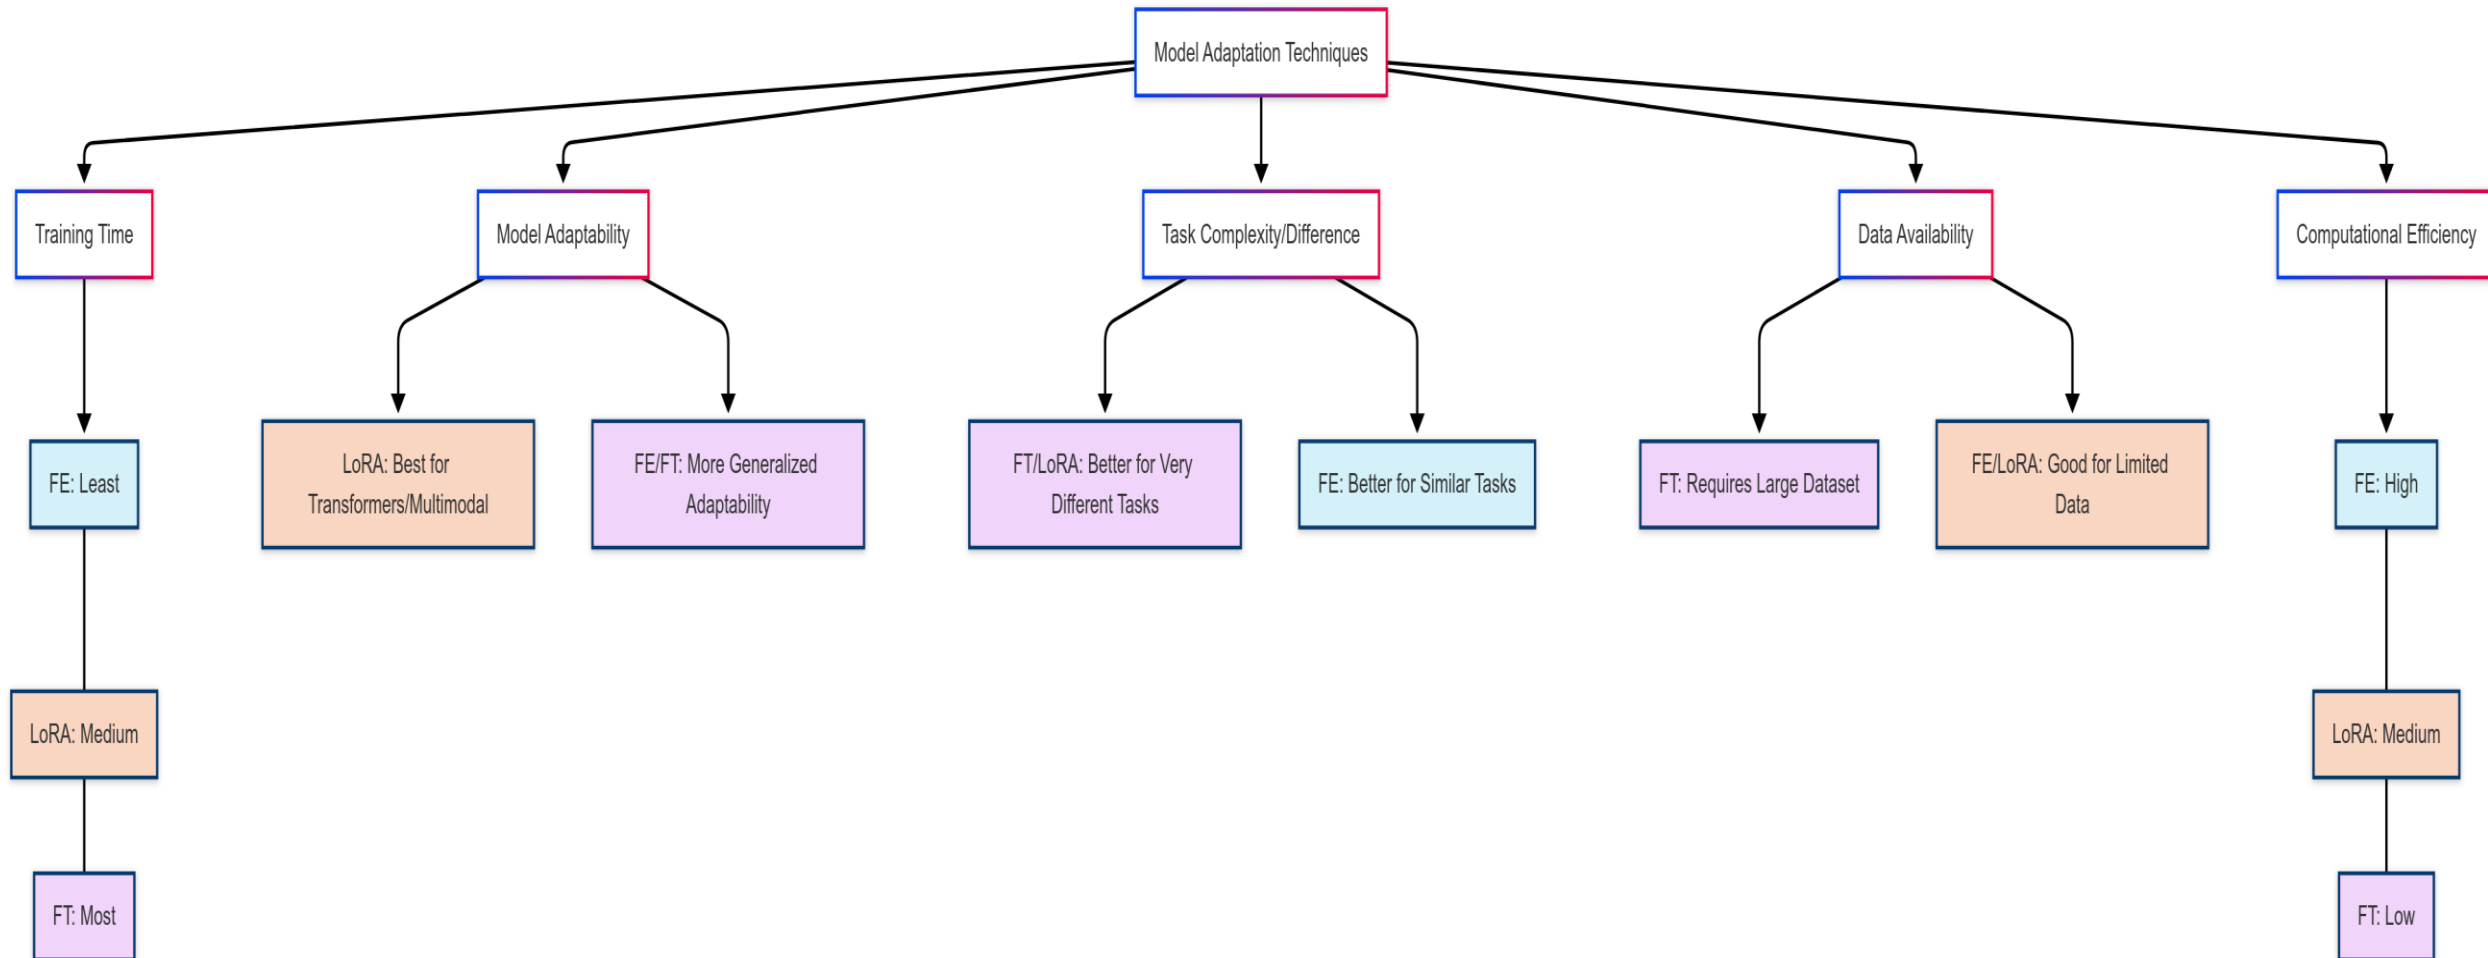 Model Adaptation Techniques
Training Time
Model Adaptability
Task Complexity/Difference
Data Availability
Computational Efficiency
FE: Least
LoRA: Best for
Transformers/Multimodal
FE/FT: More Generalized
Adaptability
FT/LoRA: Better for Very
Different Tasks
FE: Better for Similar Tasks
FT: Requires Large Dataset
FE/LoRA: Good for Limited
Data
FE: High
LoRA: Medium
LoRA: Medium
FT: Most
FT: Low